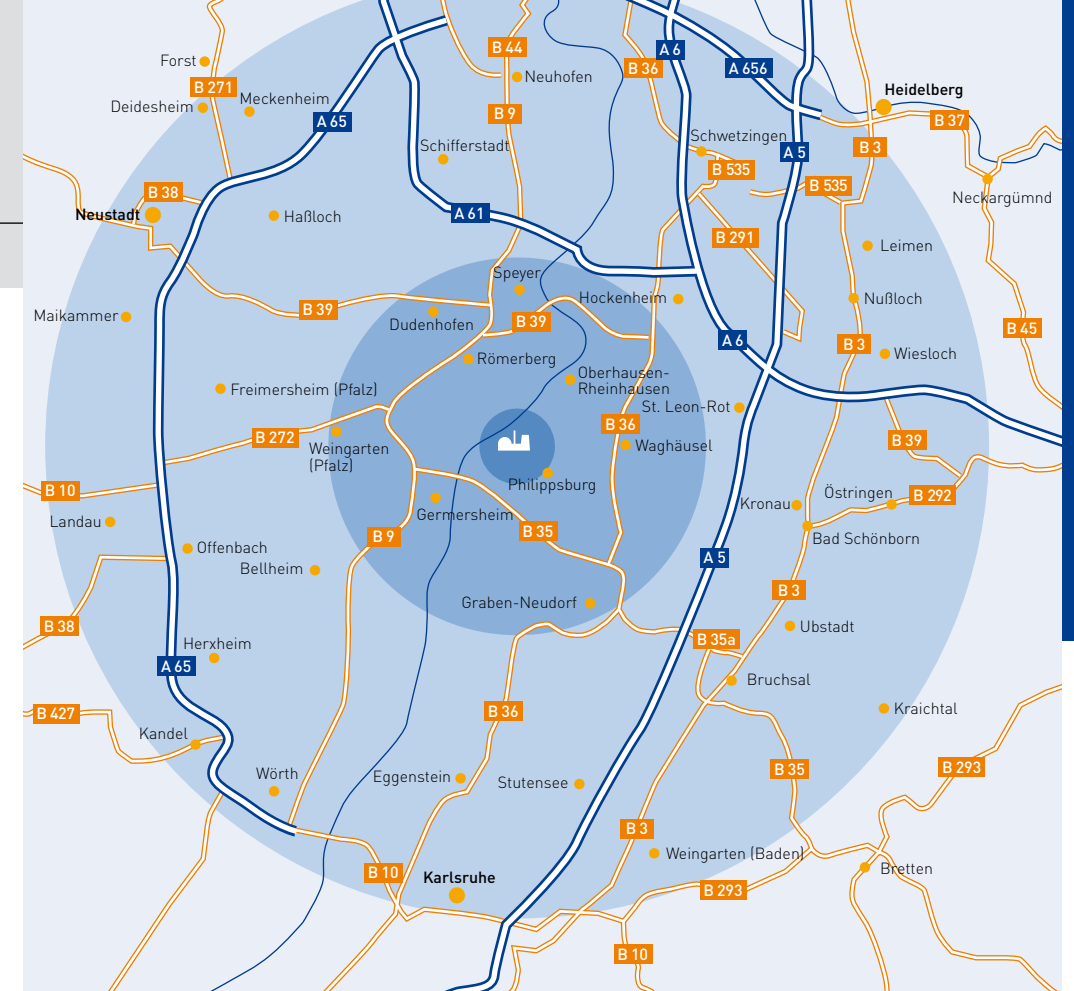 B 44
A 6
Forst
B 36
A 656
Neuhofen
B 271
Heidelberg
Meckenheim
Deidesheim
B 9
A 65
B 37
Schwetzingen
Schifferstadt
A 5
B 3
B 535
B 535
B 38
Neckargümnd
Neustadt
Haßloch
A 61
B 291
Leimen
Speyer
Hockenheim
Nußloch
B 39
Maikammer
Dudenhofen
B 39
B 45
A 6
B 3
Wiesloch
Römerberg
Oberhausen-
Rheinhausen
Freimersheim (Pfalz)
St. Leon-Rot
B 36
B 272
B 39
Weingarten
(Pfalz)
Waghäusel
Philippsburg
B 10
Östringen
B 292
Kronau
Landau
Germersheim
B 35
B 9
Bad Schönborn
Offenbach
Bellheim
A 5
B 3
Graben-Neudorf
B 38
Ubstadt
B 35a
Herxheim
A 65
Bruchsal
B 427
B 36
Kraichtal
Kandel
B 35
B 293
Wörth
Eggenstein
Stutensee
B 3
Weingarten (Baden)
B 10
Bretten
Karlsruhe
B 293
B 10